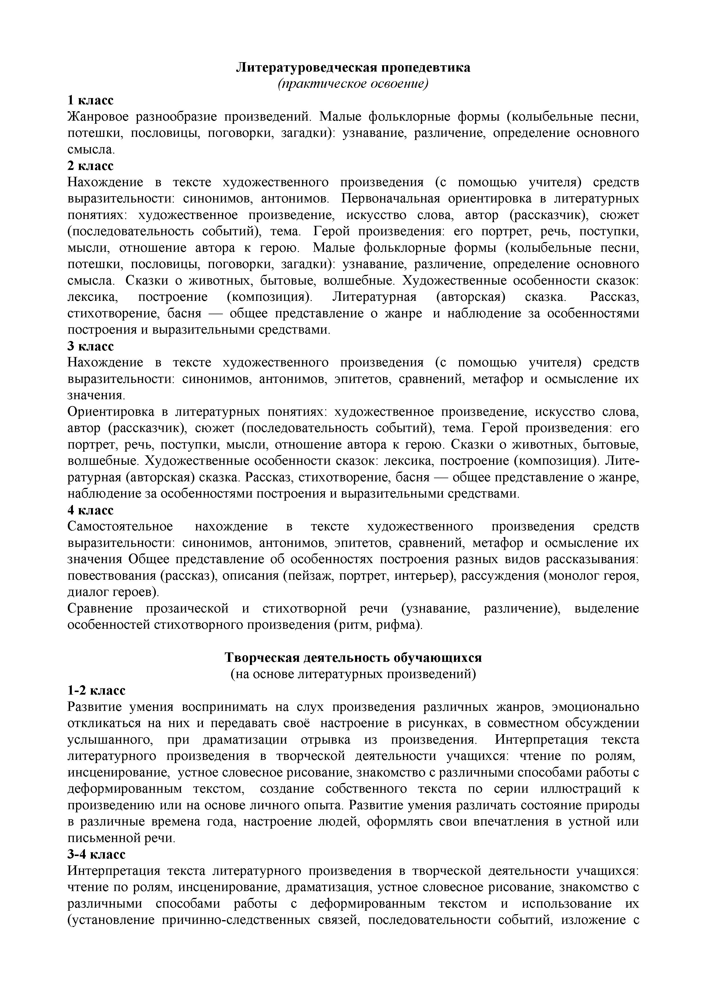 Литературоведческая пропедевтика
(практическое освоение)
1 класс
Жанровое разнообразие произведений. Малые фольклорные формы (колыбельные песни,
потешки, пословицы, поговорки, загадки): узнавание, различение, определение основного
смысла.
2 класс
Нахождение в тексте художественного произведения (с помощью учителя) средств
выразительности: синонимов, антонимов. Первоначальная ориентировка в литературных
понятиях: художественное произведение, искусство слова, автор (рассказчик), сюжет
(последовательность событий), тема. Герой произведения: его портрет, речь, поступки,
мысли, отношение автора к герою. Малые фольклорные формы (колыбельные песни,
потешки, пословицы, поговорки, загадки): узнавание, различение, определение основного
смысла. Сказки о животных, бытовые, волшебные. Художественные особенности сказок:
лексика, построение (композиция). Литературная (авторская) сказка. Рассказ,
стихотворение, басня — общее представление о жанре и наблюдение за особенностями
построения и выразительными средствами.
3 класс
Нахождение в тексте художественного произведения (с помощью учителя) средств
выразительности: синонимов, антонимов, эпитетов, сравнений, метафор и осмысление их
значения.
Ориентировка в литературных понятиях: художественное произведение, искусство слова,
автор (рассказчик), сюжет (последовательность событий), тема. Герой произведения: его
портрет, речь, поступки, мысли, отношение автора к герою. Сказки о животных, бытовые,
волшебные. Художественные особенности сказок: лексика, построение (композиция). Лите-
ратурная (авторская) сказка. Рассказ, стихотворение, басня — общее представление о жанре,
наблюдение за особенностями построения и выразительными средствами.
4 класс
Самостоятельное нахождение в тексте художественного произведения средств
выразительности: синонимов, антонимов, эпитетов, сравнений, метафор и осмысление их
значения Общее представление об особенностях построения разных видов рассказывания:
повествования (рассказ), описания (пейзаж, портрет, интерьер), рассуждения (монолог героя,
диалог героев).
Сравнение прозаической и стихотворной речи (узнавание, различение), выделение
особенностей стихотворного произведения (ритм, рифма).
Творческая деятельность обучающихся
(на основе литературных произведений)
1-2 класс
Развитие умения воспринимать на слух произведения различных жанров, эмоционально
откликаться на них и передавать своё настроение в рисунках, в совместном обсуждении
услышанного, при драматизации отрывка из произведения. Интерпретация текста
литературного произведения в творческой деятельности учащихся: чтение по ролям,
инсценирование, устное словесное рисование, знакомство с различными способами работы с
деформированным текстом, создание собственного текста по серии иллюстраций к
произведению или на основе личного опыта. Развитие умения различать состояние природы
в различные времена года, настроение людей, оформлять свои впечатления в устной или
письменной речи.
3-4 класс
Интерпретация текста литературного произведения в творческой деятельности учащихся:
чтение по ролям, инсценирование, драматизация, устное словесное рисование, знакомство с
различными способами работы с деформированным текстом и использование их
(установление причинно-следственных связей, последовательности событий, изложение с